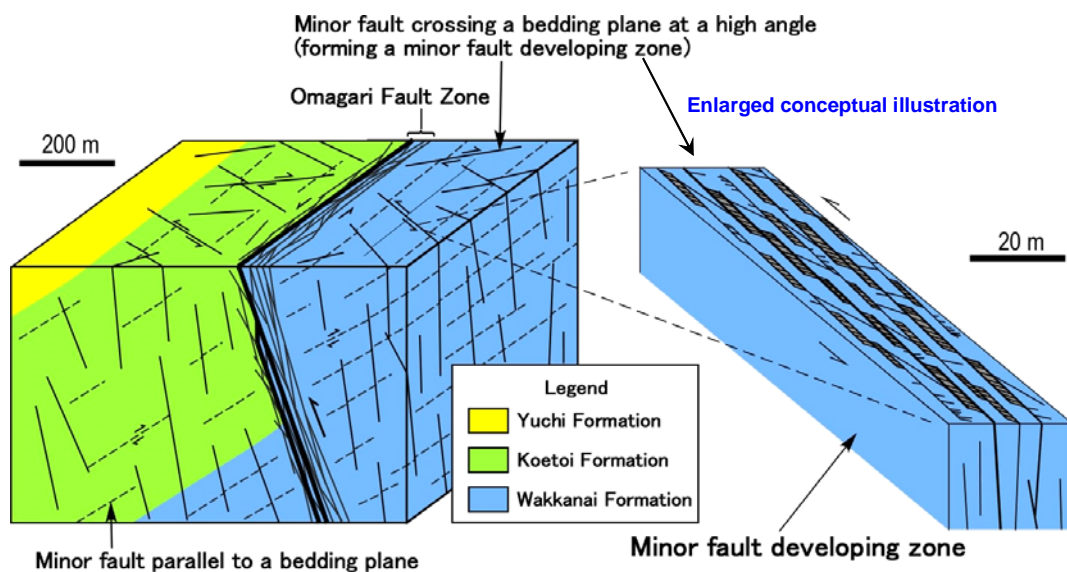 Minor fault crossing a bedding plane at a high angle
(forming a minor fault developing zone)
Omagari Fault Zone
Enlarged conceptual illustration
200 m
20 m
Legend
Yuchi Formation
Koetoi Formation
Wakkanai Formation
Minor fault developing zone
Minor fault parallel to a bedding plane